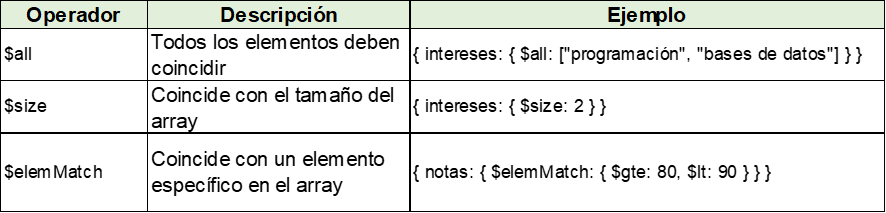 Operador Descripción Ejemplo
$all Todos los elementos deben coincidir { intereses: { $all: ["programación", "bases de datos"] } }
$size Coincide con el tamaño del array { intereses: { $size: 2 } }
$elemMatch Coincide con un elemento específico en el array { notas: { $elemMatch: { $gte: 80, $lt: 90 } } }